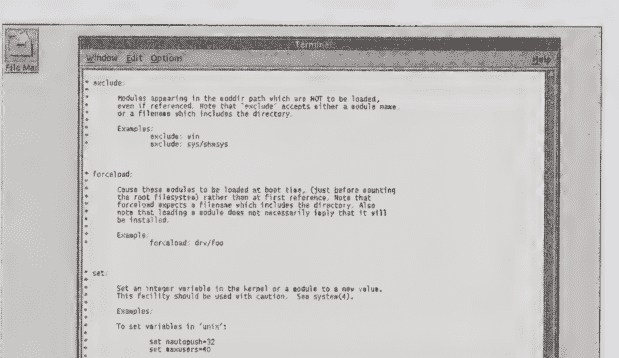 Terminal
File Mai
Window Edit Options Help
* exclude:
*
* Modules appearing in the moddir path which are NOT to be loaded,
* even if referenced. Note that `exclude' accepts either a module name,
* or a filename which includes the directory.
*
* Examples:
* exclude: win
* exclude: sys/shmsys
* forceload:
*
* Cause these modules to be loaded at boot time, (just before mounting
* the root filesystem) rather than at first reference. Note that
* forceload expects a filename which includes the directory. Also
* note that loading a module does not necessarily imply that it will
* be installed.
*
* Example:
* forceload: drv/foo
* set:
*
* Set an integer variable in the kernel or a module to a new value.
* This facility should be used with caution. See system(4).
*
* Examples:
*
* To set variables in 'unix':
*
* set nautopush=32
* set maxusers=40